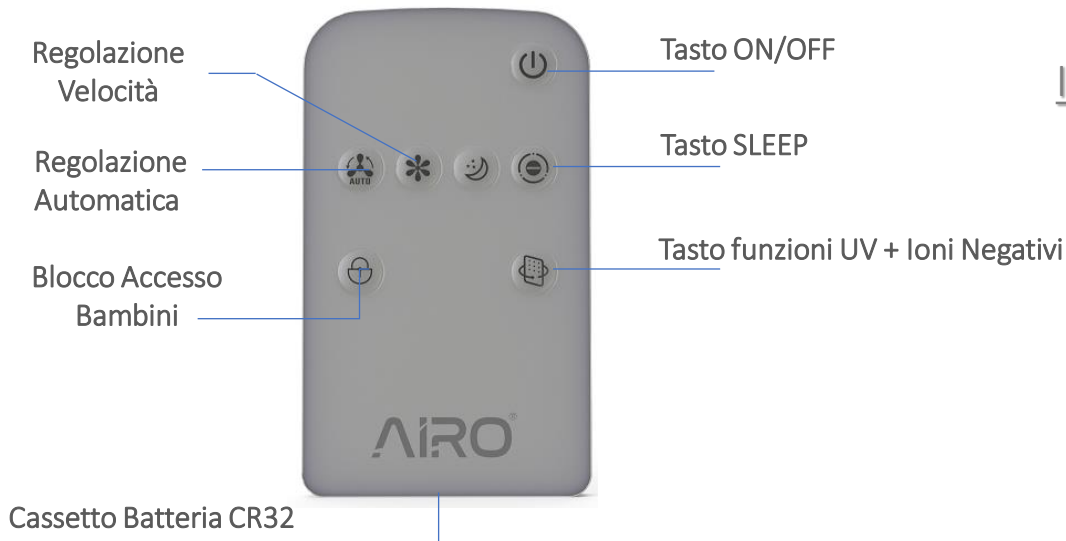 Regolazione
Velocità
Tasto ON/OFF
Tasto SLEEP
Regolazione
Automatica
AUTO
Tasto funzioni UV + Ioni Negativi
Blocco Accesso
Bambini
AIRO®
Cassetto Batteria CR32